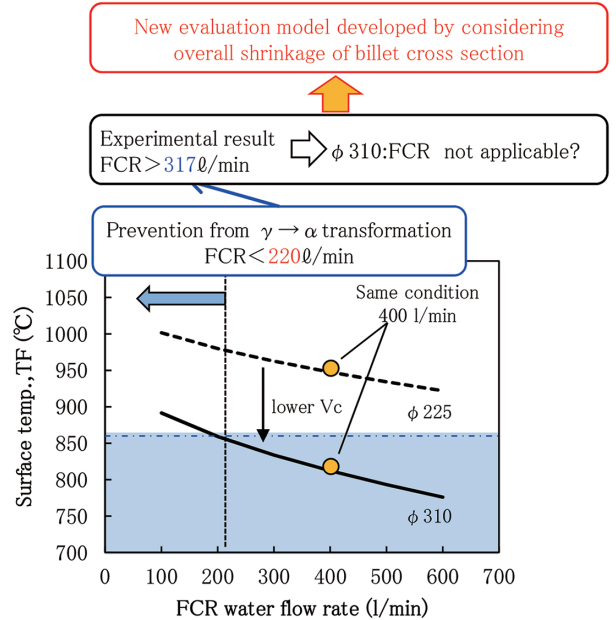 New evaluation model developed by considering
overall shrinkage of billet cross section
Experimental result
FCR＞317ℓ/min
φ310:FCR not applicable?
Prevention from γ→α transformation
FCR＜220ℓ/min
1100
1050
1000
950
900
850
800
750
700
Surface temp.,TF (℃)
Same condition
400 l/min
lower Vc
φ225
φ310
0
100
200
300
400
500
600
700
FCR water flow rate (l/min)